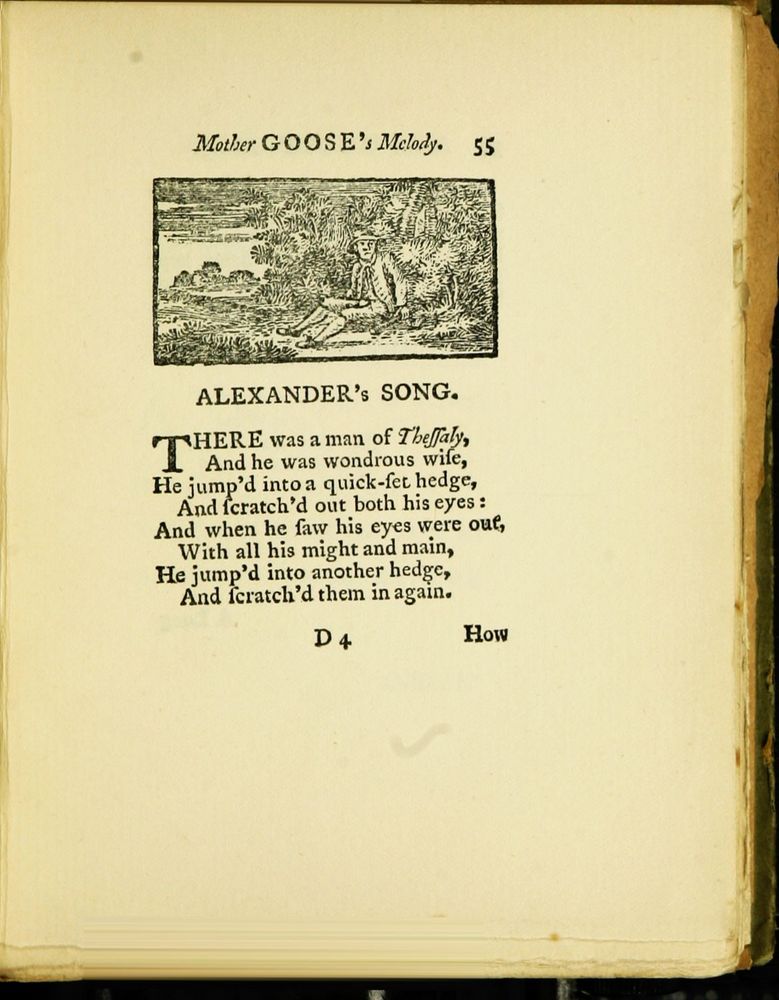 Mother GOOSE's Melody. 55
ALEXANDER's SONG.
THERE was a man of Theſſaly,
And he was wondrous wiſe,
He jump'd into a quick-ſet hedge,
And ſcratch'd out both his eyes:
And when he ſaw his eyes were out,
With all his might and main,
He jump'd into another hedge,
And ſcratch'd them in again.
D 4 How